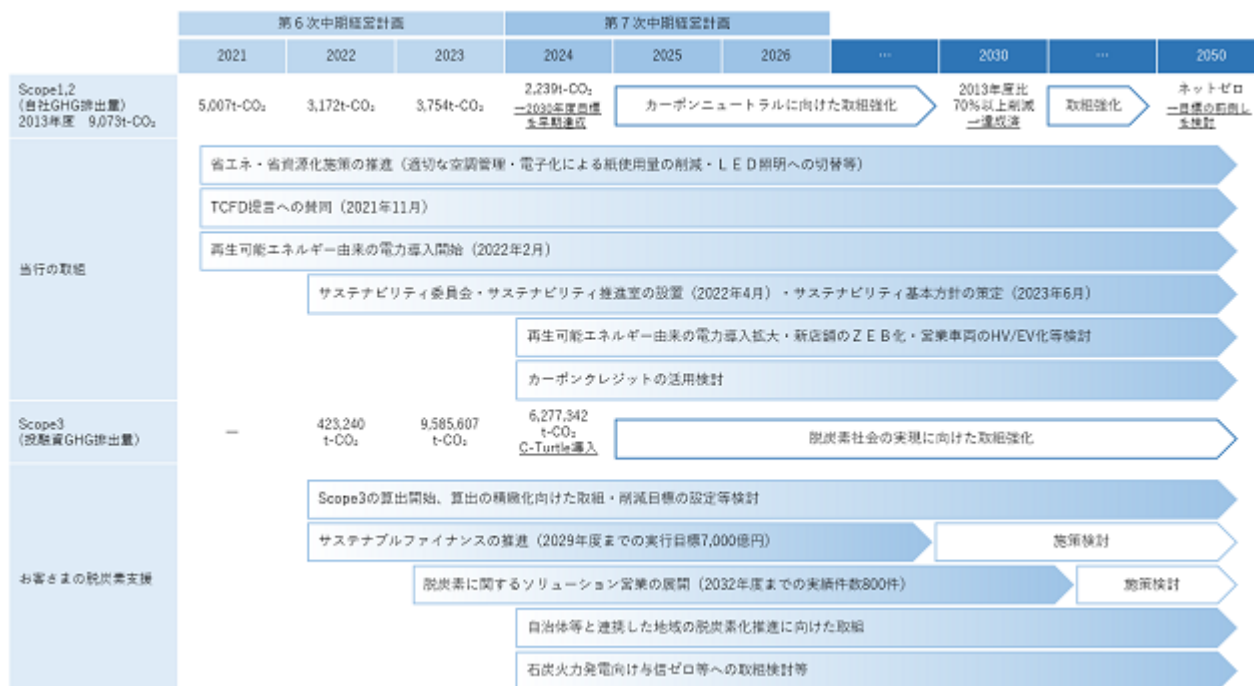 第6次中期経営計画
第7次中期経営計画
2021
2022
2023
2024
2025
2026
…
2030
…
2050
Scope1,2
(自社GHG排出量)
2013年度 9,073t-CO₂
5,007t-CO₂
3,172t-CO₂
3,754t-CO₂
2,239t-CO₂
→2030年度目標
を早期達成
カーボンニュートラルに向けた取組強化
2013年度比
70%以上削減
→達成済
取組強化
ネットゼロ
→目標の前倒し
を検討
当行の取組
省エネ・省資源化施策の推進（適切な空調管理・電子化による紙使用量の削減・LED照明への切替等）
TCFD提言への賛同（2021年11月）
再生可能エネルギー由来の電力導入開始（2022年2月）
サステナビリティ委員会・サステナビリティ推進室の設置（2022年4月）・サステナビリティ基本方針の策定（2023年6月）
再生可能エネルギー由来の電力導入拡大・新店舗のZEB化・営業車両のHV/EV化等検討
カーボンクレジットの活用検討
Scope3
(投融資GHG排出量)
―
423,240
t-CO₂
9,585,607
t-CO₂
6,277,342
t-CO₂
C-Turtle導入
脱炭素社会の実現に向けた取組強化
お客さまの脱炭素支援
Scope3の算出開始、算出の精緻化向けた取組・削減目標の設定等検討
サステナブルファイナンスの推進（2029年度までの実行目標7,000億円）
施策検討
脱炭素に関するソリューション営業の展開（2032年度までの実績件数800件）
施策検討
自治体等と連携した地域の脱炭素化推進に向けた取組
石炭火力発電向け与信ゼロ等への取組検討等